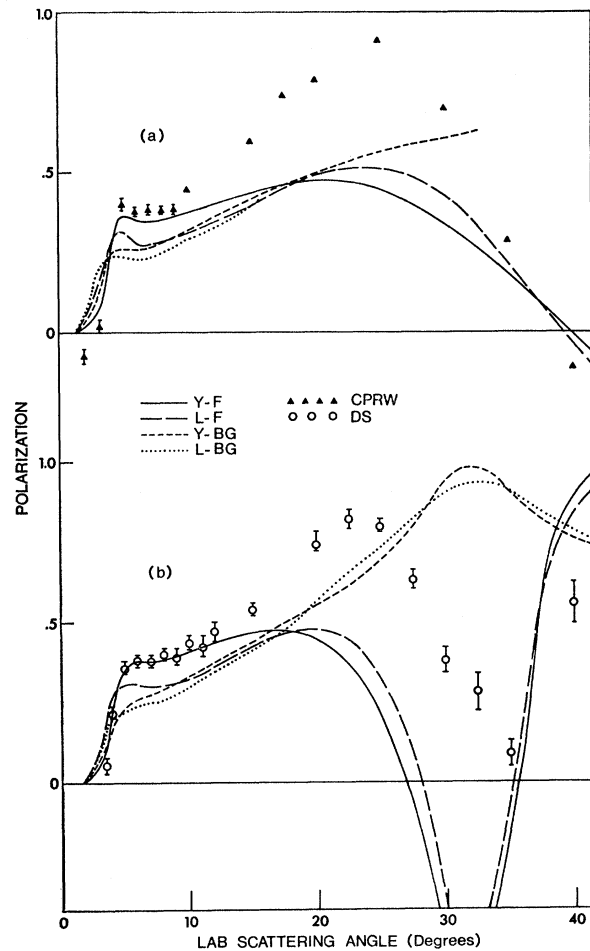 1.0
(a)
.5
0
POLARIZATION
Y-F
L-F
Y-BG
L-BG
CPRW
DS
1.0
(b)
0.5
0
0 10 20 30 40
LAB SCATTERING ANGLE (Degrees)